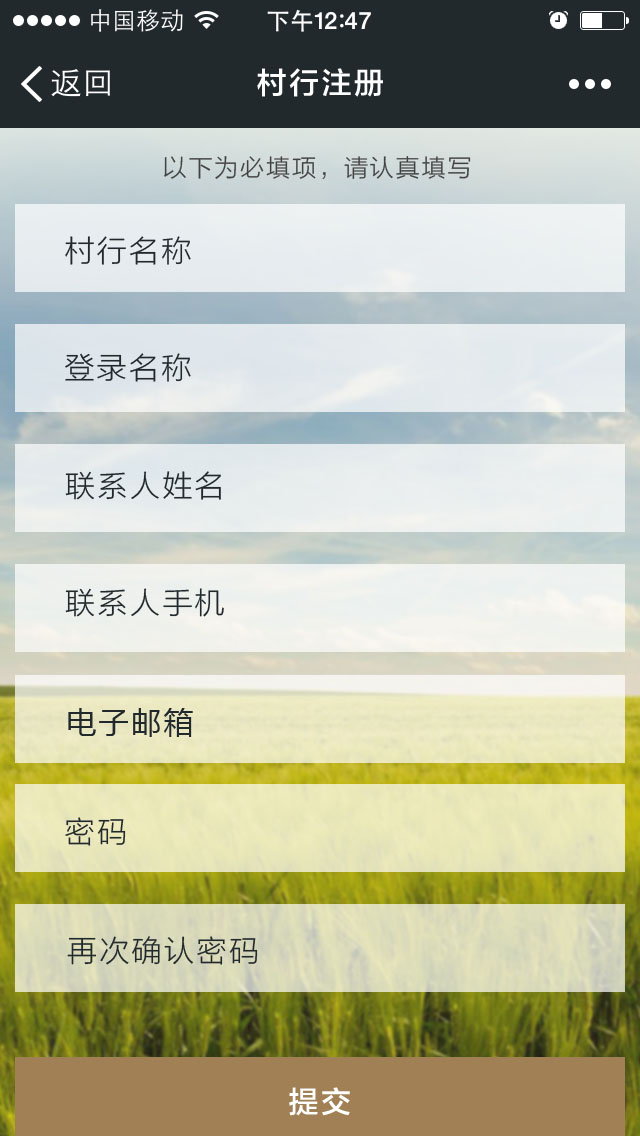 中国移动 下午12:47
返回 村行注册
以下为必填项，请认真填写
村行名称
登录名称
联系人姓名
联系人手机
电子邮箱
密码
再次确认密码
提交